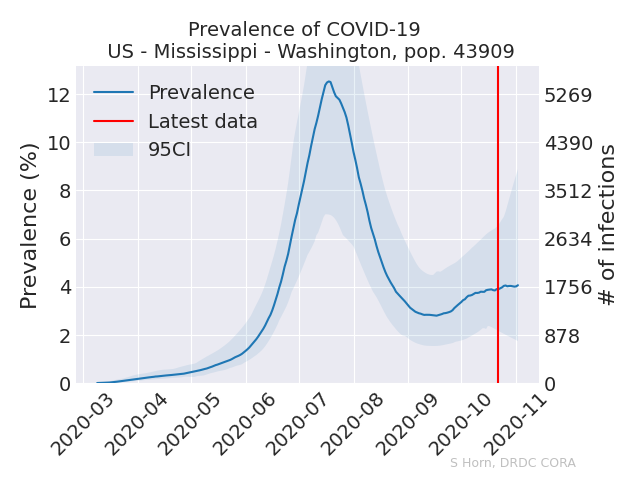 Prevalence of COVID-19
US - Mississippi - Washington, pop. 43909
Prevalence
Latest data
95CI
Prevalence (%)
12
10
8
6
4
2
0
5269
4390
3512
2634
1756
878
0
# of infections
2020-03
2020-04
2020-05
2020-06
2020-07
2020-08
2020-09
2020-10
2020-11
S Horn, DRDC CORA